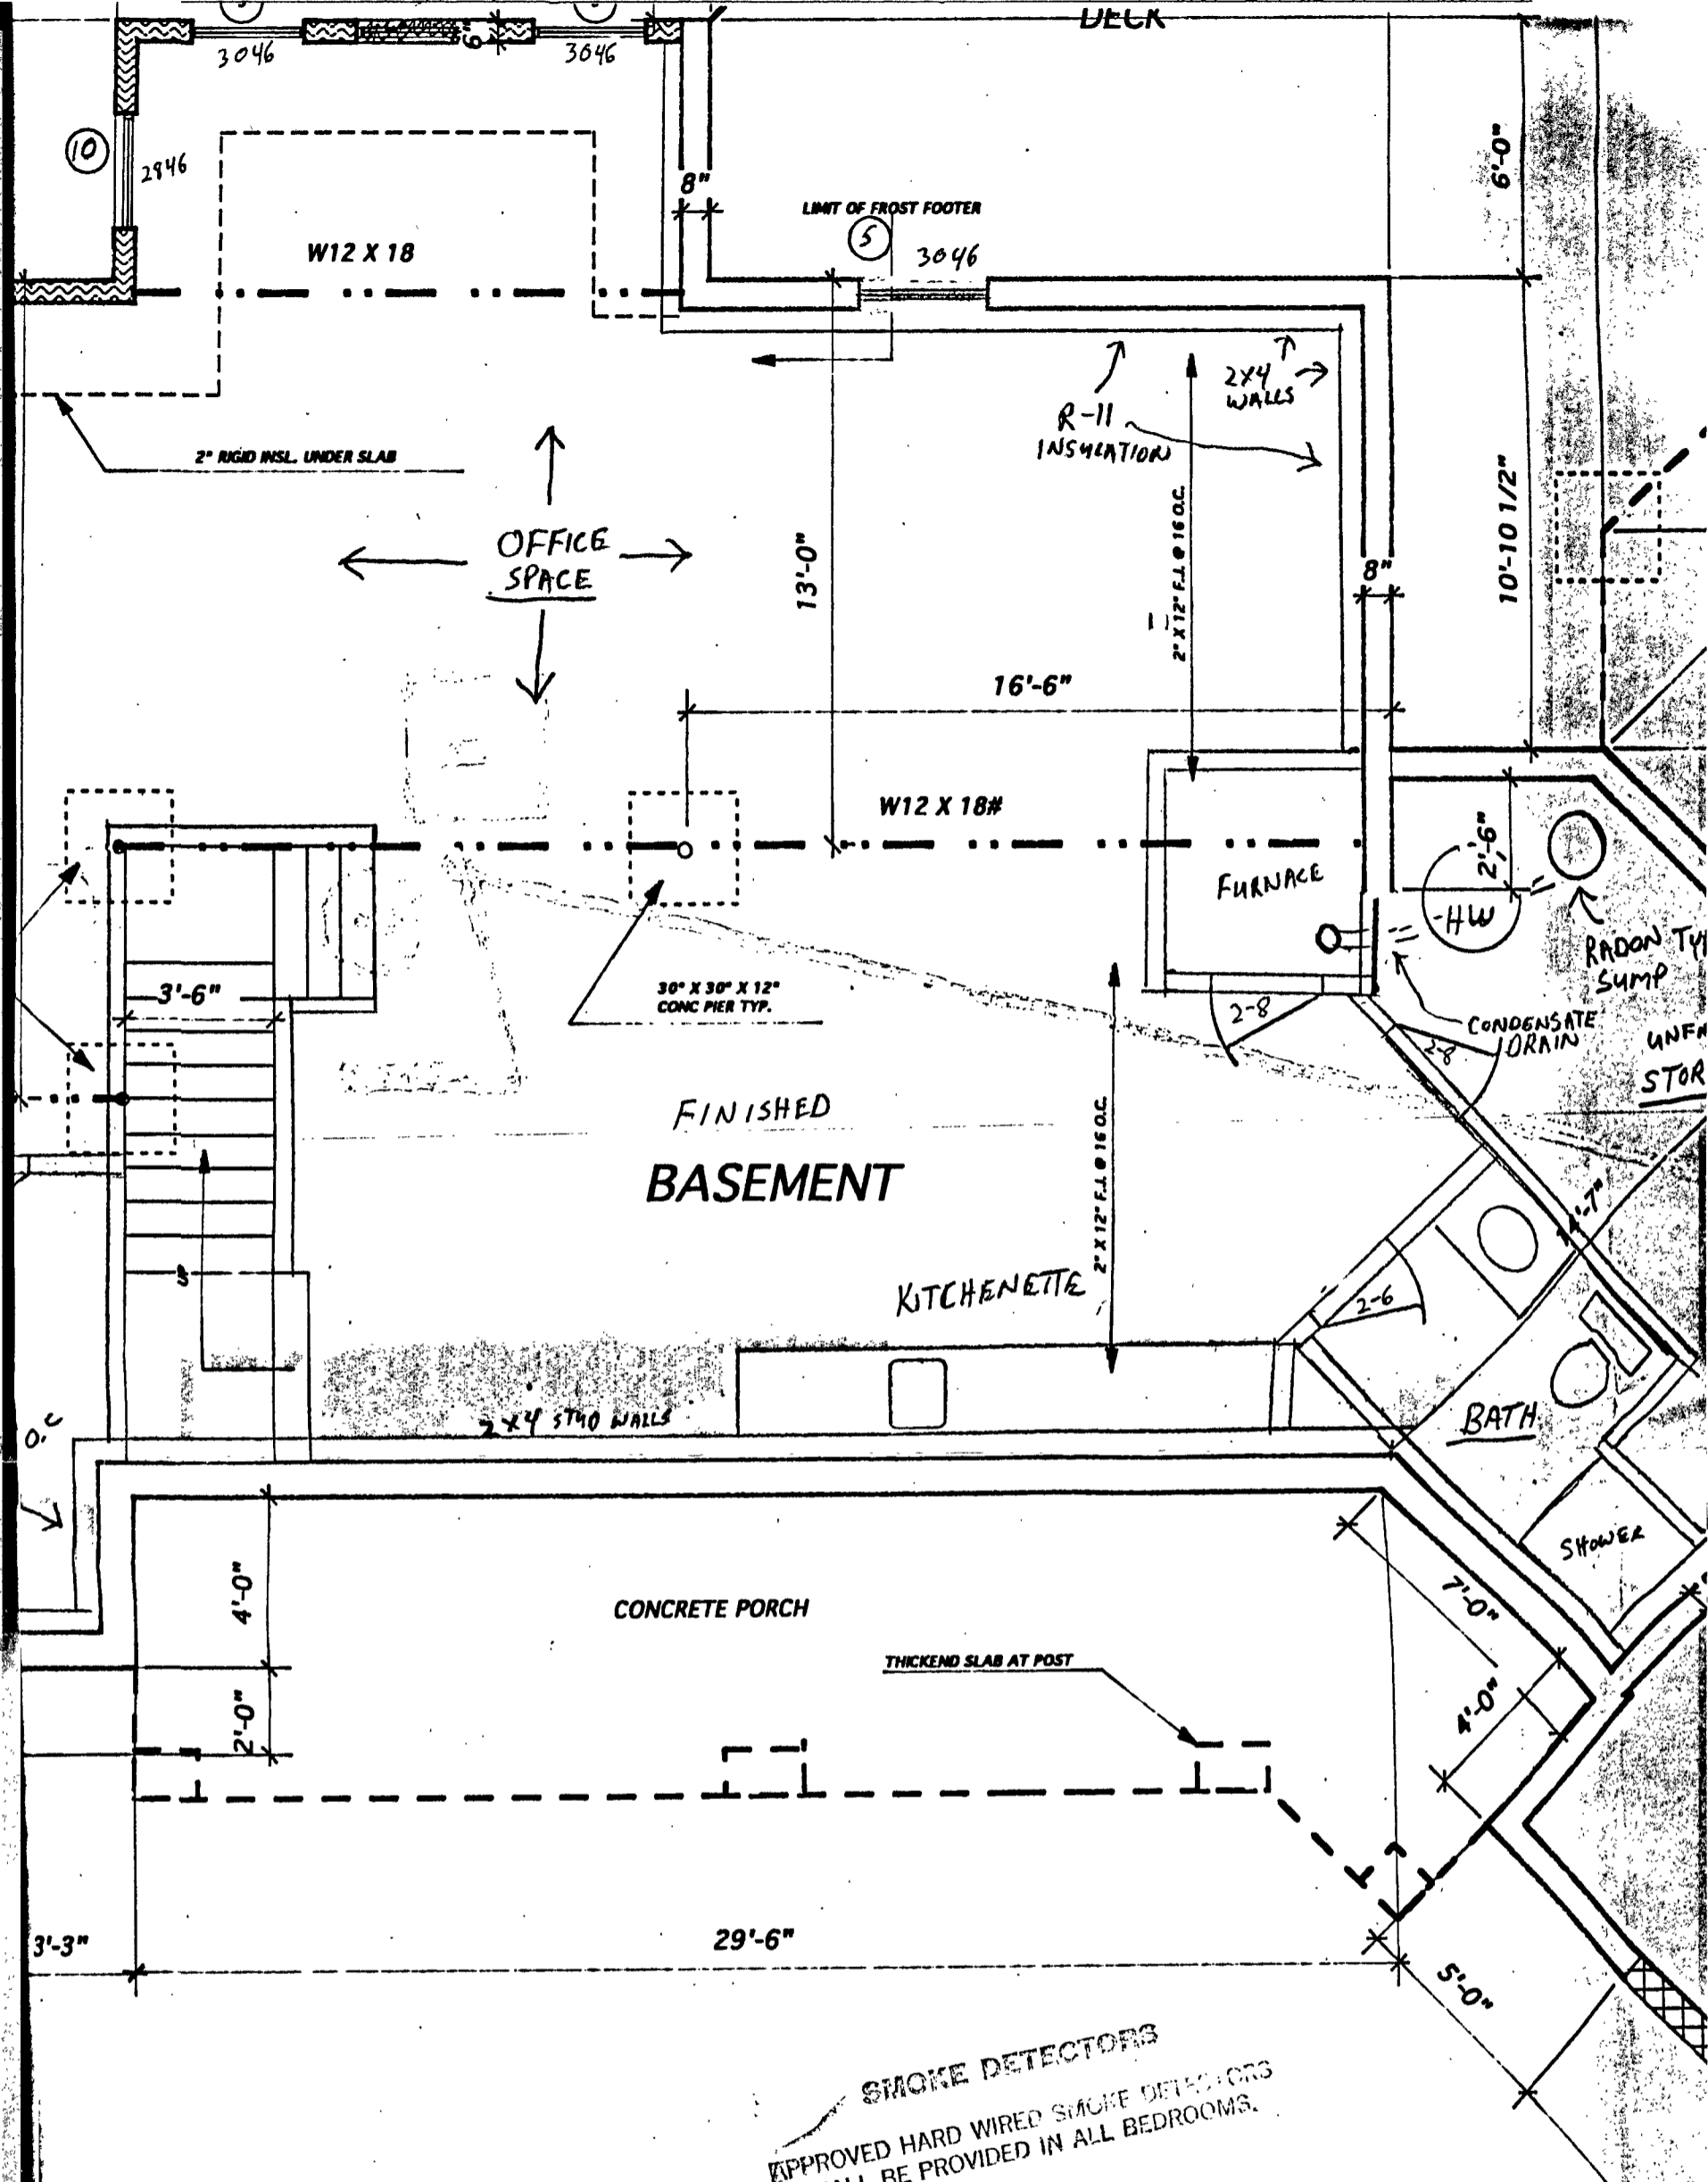 DECK
3046
6"
3046
6'-0"
10
2946
8"
LIMIT OF FROST FOOTER
5
3046
W12 X 18
2X4
WALLS
R-11
INSULATION
2" RIGID INSL. UNDER SLAB
OFFICE
SPACE
13'-0"
2" X 12" F.J. @ 16 O.C.
8"
10'-10 1/2"
16'-6"
W12 X 18#
FURNACE
2'-6"
HW
RADON
SUMP
3'-6"
30" X 30" X 12"
CONC PIER TYP.
2-8
CONDENSATE
DRAIN
2-8
FINISHED
BASEMENT
2" X 12" F.J. @ 16 O.C.
KITCHENETTE
2-6
2X4 STUD WALLS
BATH
O.C
SHOWER
4'-0"
CONCRETE PORCH
7'-0"
THICKEND SLAB AT POST
4'-0"
2'-0"
3'-3"
29'-6"
5'-0"
SMOKE DETECTORS
APPROVED HARD WIRED SMOKE DETECTORS
BE PROVIDED IN ALL BEDROOMS.